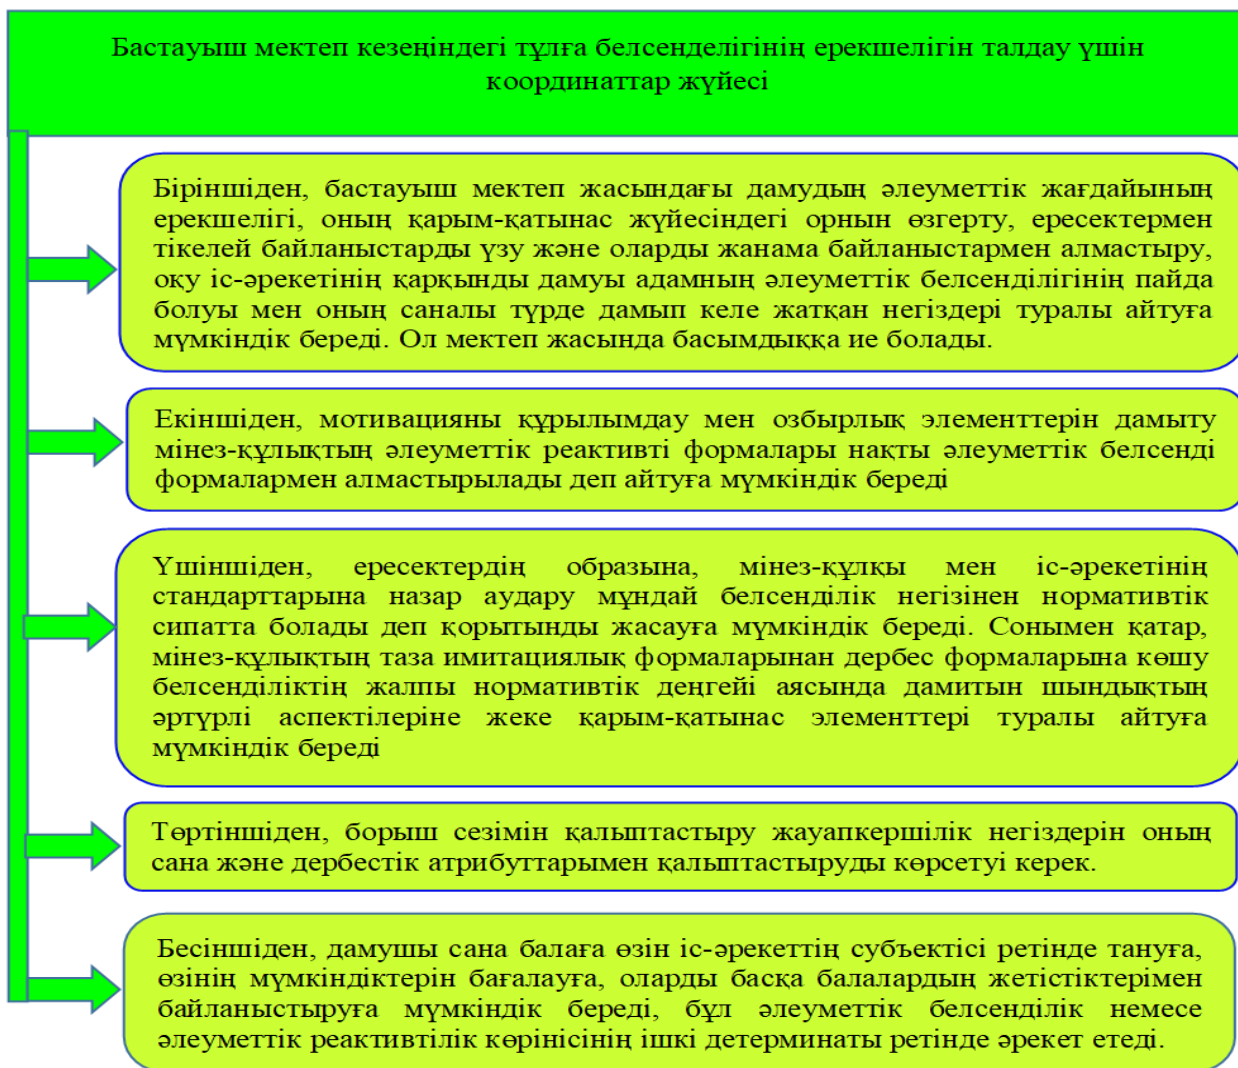 Бастауыш мектеп кезеңіндегі тұлға белсенделігінің ерекшелігін талдау үшін
координаттар жүйесі
Біріншіден, бастауыш мектеп жасындағы дамудың әлеуметтік жағдайының
ерекшелігі, оның қарым-қатынас жүйесіндегі орнын өзгерту, ересектермен
тікелей байланыстарды үзу және оларды жанама байланыстармен алмастыру,
оқу іс-әрекетінің қарқынды дамуы адамның әлеуметтік белсенділігінің пайда
болуы мен оның саналы түрде дамып келе жатқан негіздері туралы айтуға
мүмкіндік береді. Ол мектеп жасында басымдыққа ие болады.
Екіншіден, мотивацияны құрылымдау мен озбырлық элементтерін дамыту
мінез-құлықтың әлеуметтік реактивті формалары нақты әлеуметтік белсенді
формалармен алмастырылады деп айтуға мүмкіндік береді
Үшіншіден, ересектердің образына, мінез-құлқы мен іс-әрекетінің
стандарттарына назар аудару мұндай белсенділік негізінен нормативтік
сипатта болады деп қорытынды жасауға мүмкіндік береді. Сонымен қатар,
мінез-құлықтың таза имитациялық формаларынан дербес формаларына көшу
белсенділіктің жалпы нормативтік деңгейі аясында дамитын шындықтың
әртүрлі аспектілеріне жеке қарым-қатынас элементтері туралы айтуға
мүмкіндік береді
Төртіншіден, борыш сезімін қалыптастыру жауапкершілік негіздерін оның
сана және дербестік атрибуттарымен қалыптастыруды көрсетуі керек.
Бесіншіден, дамушы сана балаға өзін іс-әрекеттің субъектісі ретінде тануға,
өзінің мүмкіндіктерін бағалауға, оларды басқа балалардың жетістіктерімен
байланыстыруға мүмкіндік береді, бұл әлеуметтік белсенділік немесе
әлеуметтік реактивтілік көрінісінің ішкі детерминаты ретінде әрекет етеді.